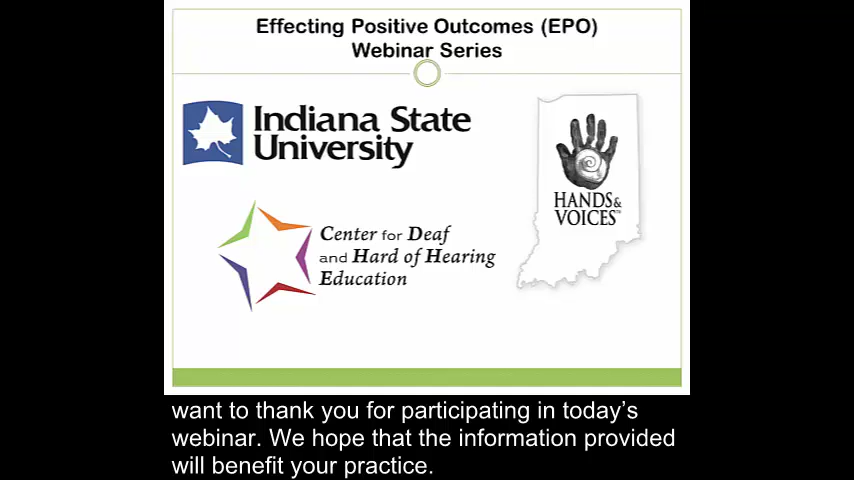 Effecting Positive Outcomes (EPO)
Webinar Series
Indiana State
University
HANDS&
VOICES™
Center for Deaf
and Hard of Hearing
Education
want to thank you for participating in today’s
webinar. We hope that the information provided
will benefit your practice.